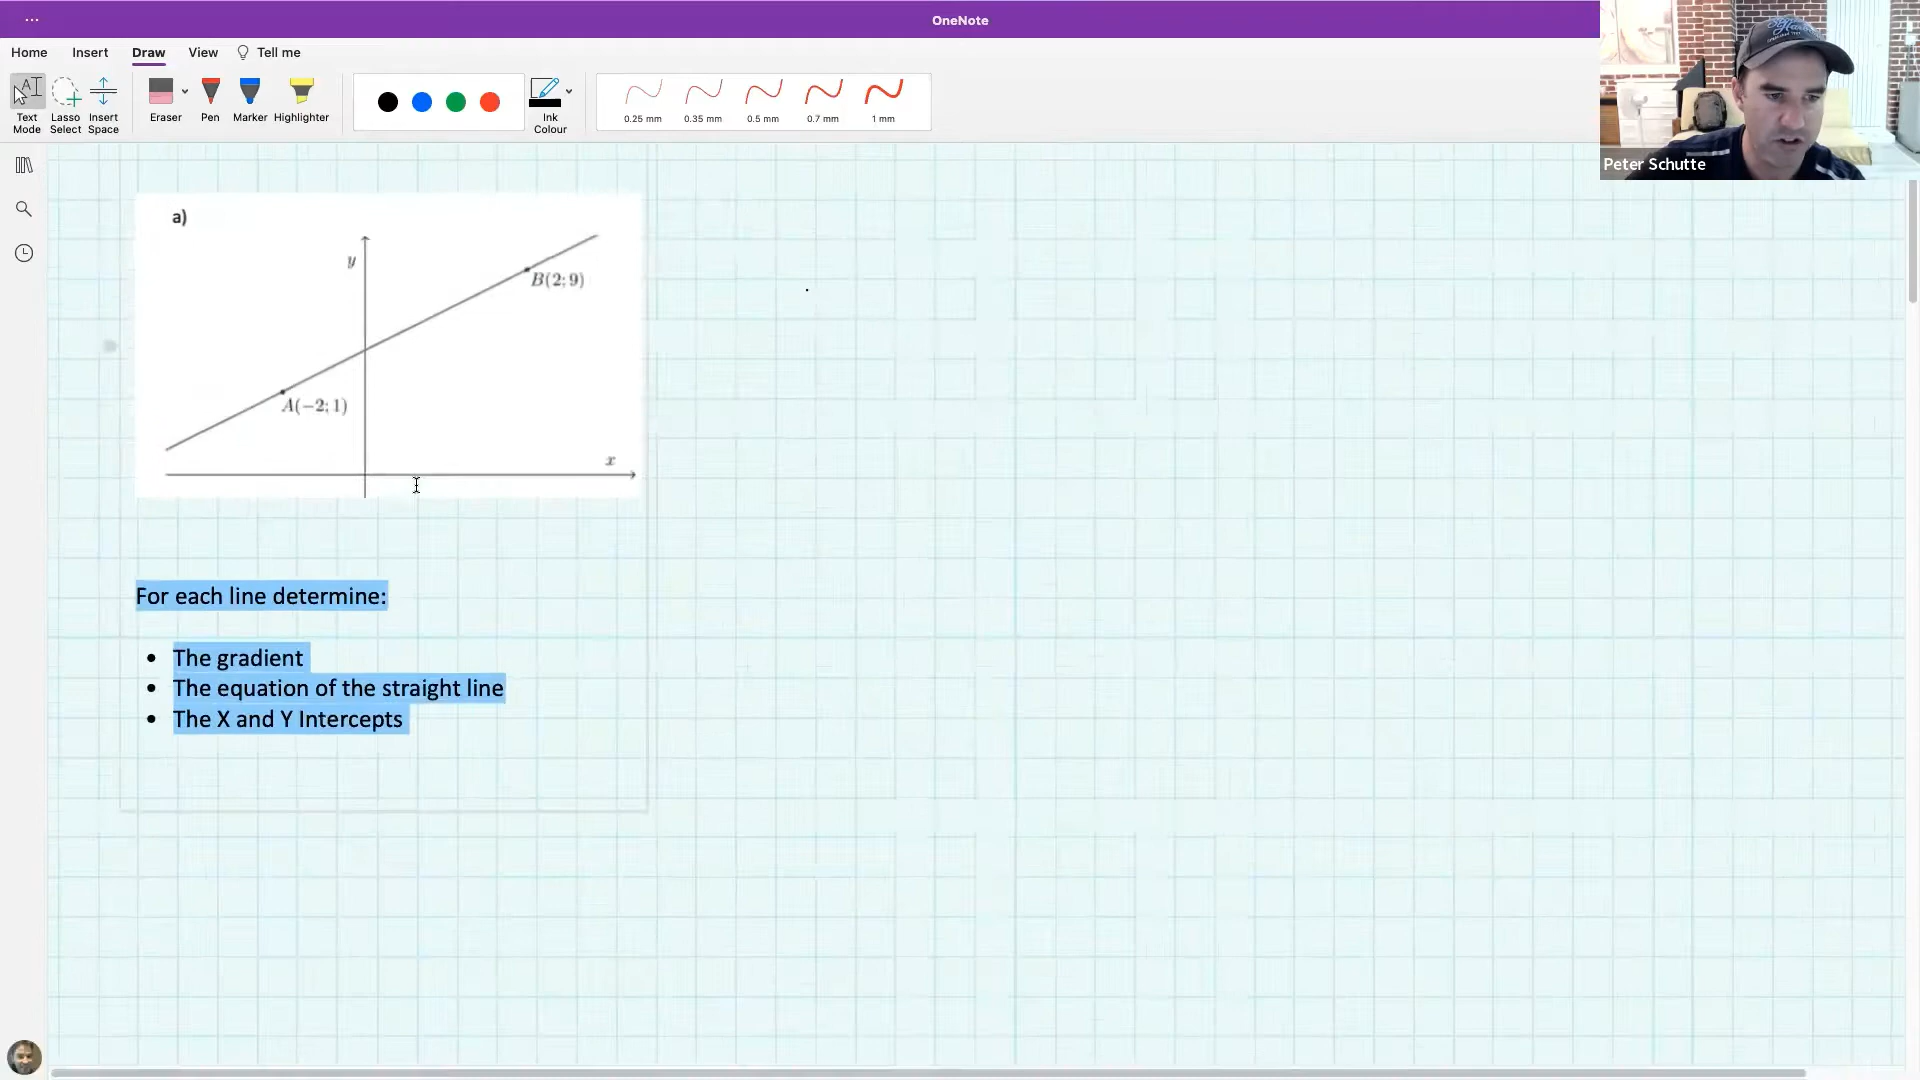 OneNote
Home Insert Draw View Tell me
Text Mode
Lasso Select
Insert Space
Eraser
Pen
Marker
Highlighter
Ink Colour
0.25 mm
0.35 mm
0.5 mm
0.7 mm
1 mm
Peter Schutte
a)
y
B(2; 9)
A(−2; 1)
x
For each line determine:
• The gradient
• The equation of the straight line
• The X and Y Intercepts